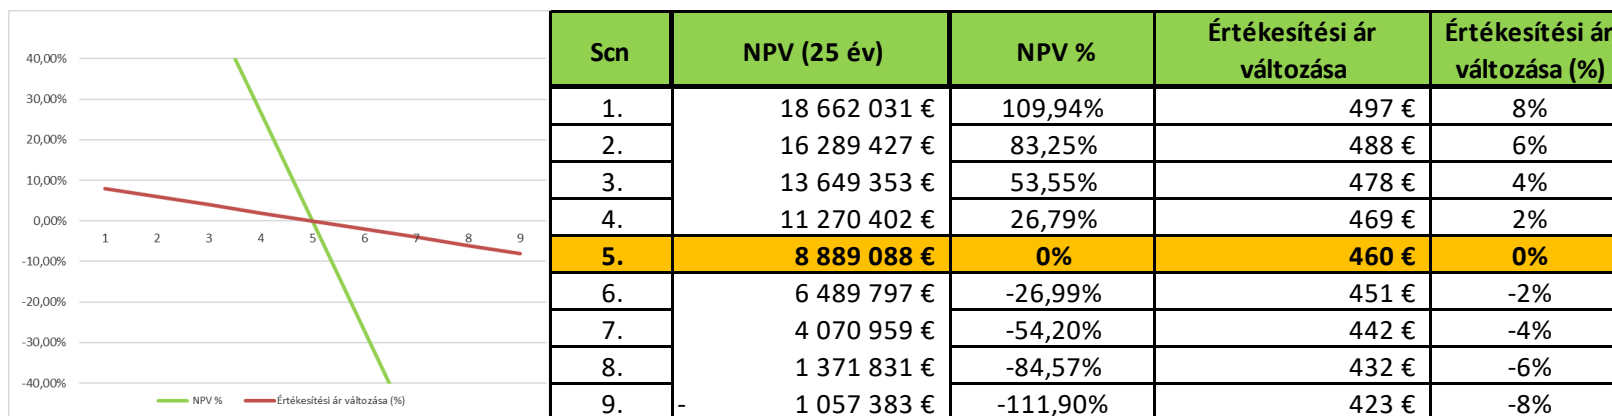 40,00%
30,00%
20,00%
10,00%
0,00%
1 2 3 4 5 6 7 8 9
-10,00%
-20,00%
-30,00%
-40,00%
NPV % Értékesítési ár változása (%)
Scn NPV (25 év) NPV % Értékesítési ár változása Értékesítési ár változása (%)
1. 18 662 031 € 109,94% 497 € 8%
2. 16 289 427 € 83,25% 488 € 6%
3. 13 649 353 € 53,55% 478 € 4%
4. 11 270 402 € 26,79% 469 € 2%
5. 8 889 088 € 0% 460 € 0%
6. 6 489 797 € -26,99% 451 € -2%
7. 4 070 959 € -54,20% 442 € -4%
8. 1 371 831 € -84,57% 432 € -6%
9. - 1 057 383 € -111,90% 423 € -8%